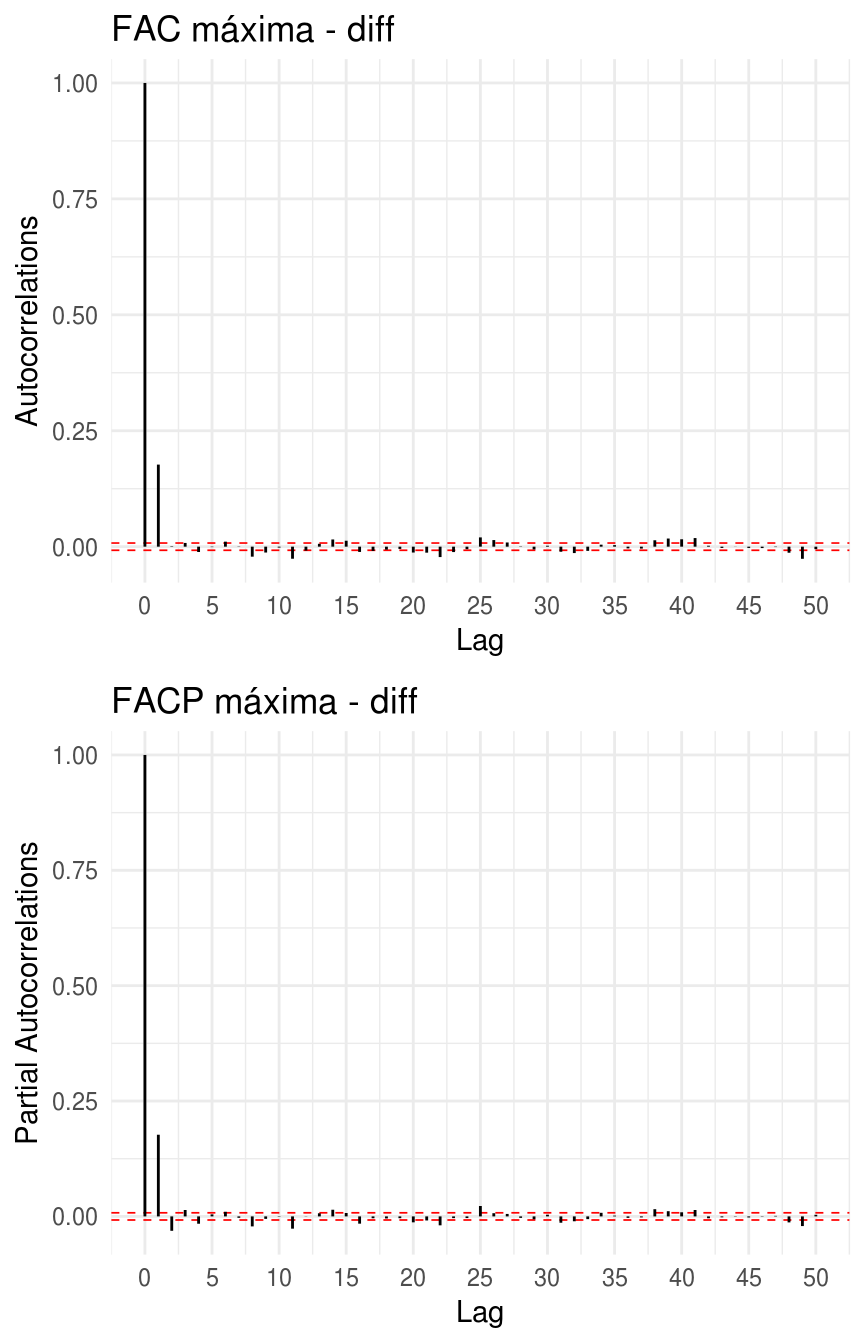 FAC máxima - diff
Autocorrelations
1.00
0.75
0.50
0.25
0.00
0 5 10 15 20 25 30 35 40 45 50
Lag
FACP máxima - diff
Partial Autocorrelations
1.00
0.75
0.50
0.25
0.00
0 5 10 15 20 25 30 35 40 45 50
Lag